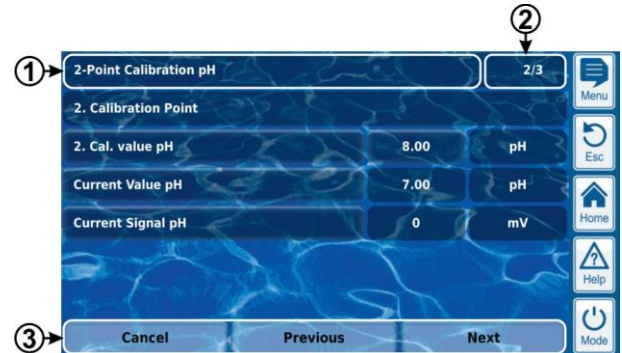 2
1
2-Point Calibration pH 2/3
Menu
2. Calibration Point
2. Cal. value pH 8.00 pH
Esc
Current Value pH 7.00 pH
Current Signal pH 0 mV
Home
?
Help
3
Cancel Previous Next
Mode